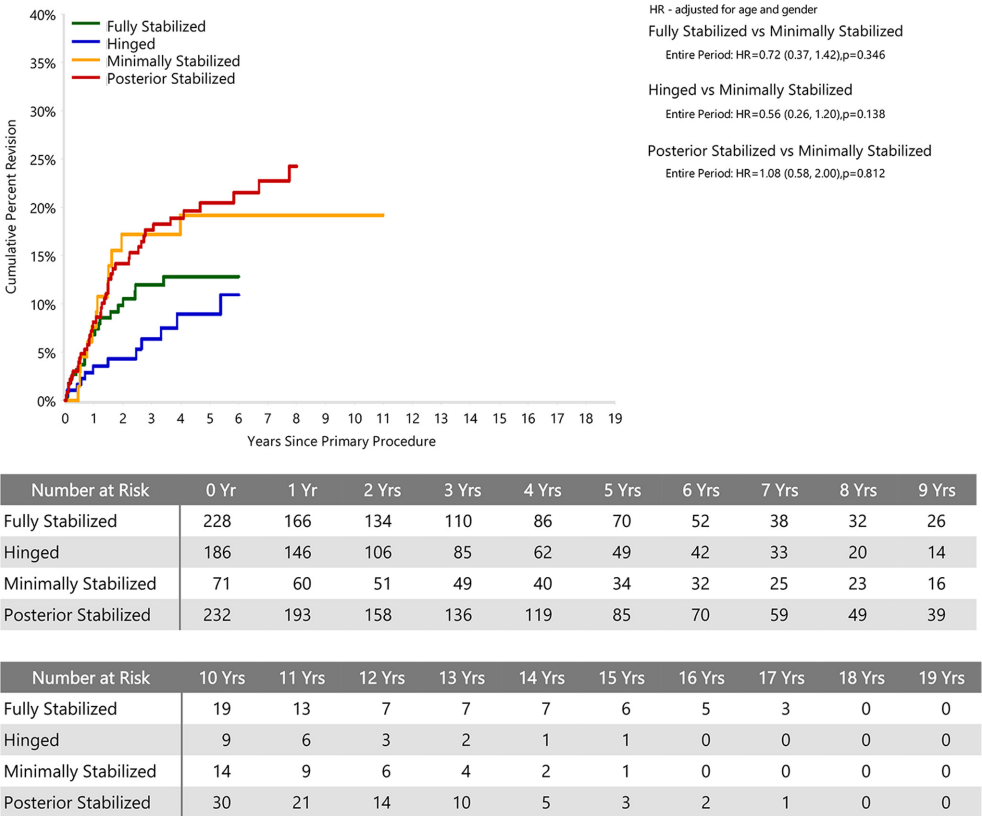 40%
35%
30%
25%
20%
15%
10%
5%
0%
Cumulative Percent Revision
Fully Stabilized
Hinged
Minimally Stabilized
Posterior Stabilized
0 1 2 3 4 5 6 7 8 9 10 11 12 13 14 15 16 17 18 19
Years Since Primary Procedure
HR - adjusted for age and gender
Fully Stabilized vs Minimally Stabilized
Entire Period: HR=0.72 (0.37, 1.42),p=0.346
Hinged vs Minimally Stabilized
Entire Period: HR=0.56 (0.26, 1.20),p=0.138
Posterior Stabilized vs Minimally Stabilized
Entire Period: HR=1.08 (0.58, 2.00),p=0.812
Number at Risk 0 Yr 1 Yr 2 Yrs 3 Yrs 4 Yrs 5 Yrs 6 Yrs 7 Yrs 8 Yrs 9 Yrs
Fully Stabilized 228 166 134 110 86 70 52 38 32 26
Hinged 186 146 106 85 62 49 42 33 20 14
Minimally Stabilized 71 60 51 49 40 34 32 25 23 16
Posterior Stabilized 232 193 158 136 119 85 70 59 49 39
Number at Risk 10 Yrs 11 Yrs 12 Yrs 13 Yrs 14 Yrs 15 Yrs 16 Yrs 17 Yrs 18 Yrs 19 Yrs
Fully Stabilized 19 13 7 7 7 6 5 3 0 0
Hinged 9 6 3 2 1 1 0 0 0 0
Minimally Stabilized 14 9 6 4 2 1 0 0 0 0
Posterior Stabilized 30 21 14 10 5 3 2 1 0 0